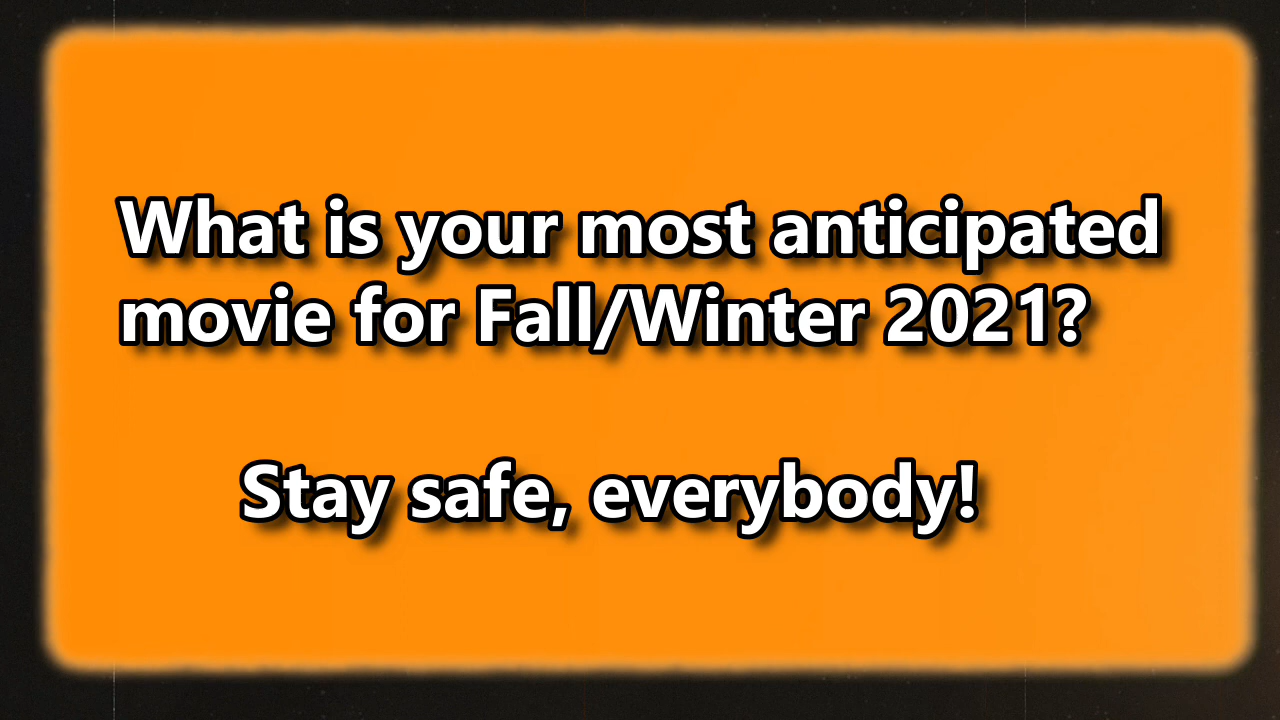 What is your most anticipated
movie for Fall/Winter 2021?
Stay safe, everybody!